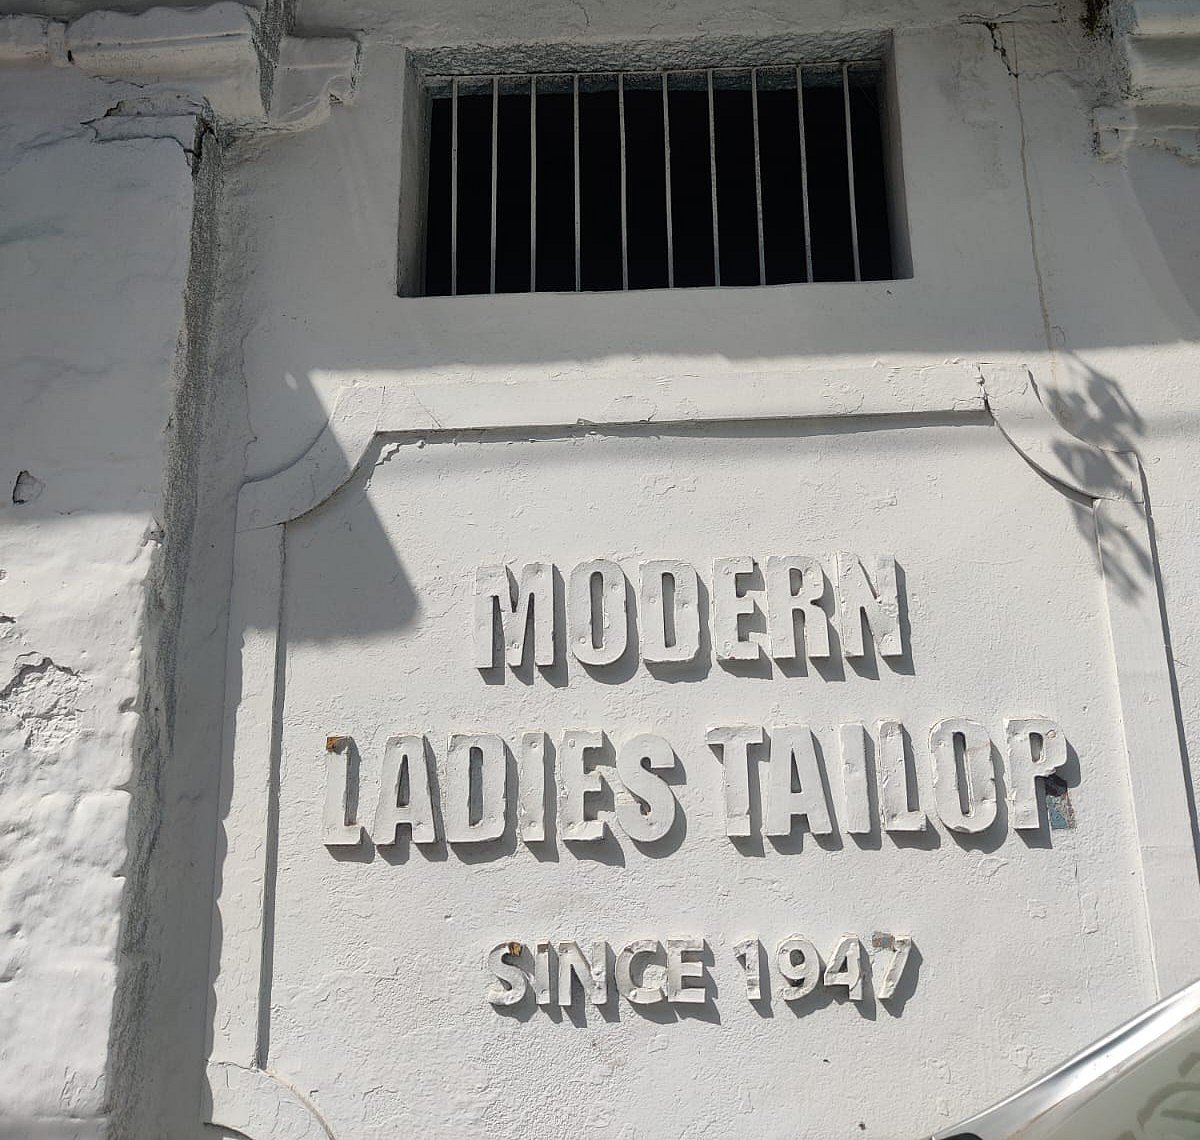 MODERN
LADIES TAILOP
SINCE 1947